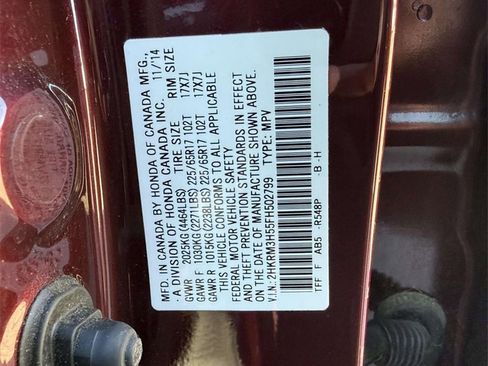 MFD. IN CANADA BY HONDA OF CANADA MFG.
- A DIVISION OF HONDA CANADA INC. 11/14
TIRE SIZE RIM SIZE
GVWR 2025KG(4464LBS)
GAWR F 1030KG(2271LBS) 225/65R17 102T 17X7J
GAWR R 1015KG(2238LBS) 225/65R17 102T 17X7J
THIS VEHICLE CONFORMS TO ALL APPLICABLE
FEDERAL MOTOR VEHICLE SAFETY
AND THEFT PREVENTION STANDARDS IN EFFECT
ON THE DATE OF MANUFACTURE SHOWN ABOVE.
V.I.N.: 2HKRM3H55FH502799 TYPE: MPV
TFF F AB5 -R548P -B -H